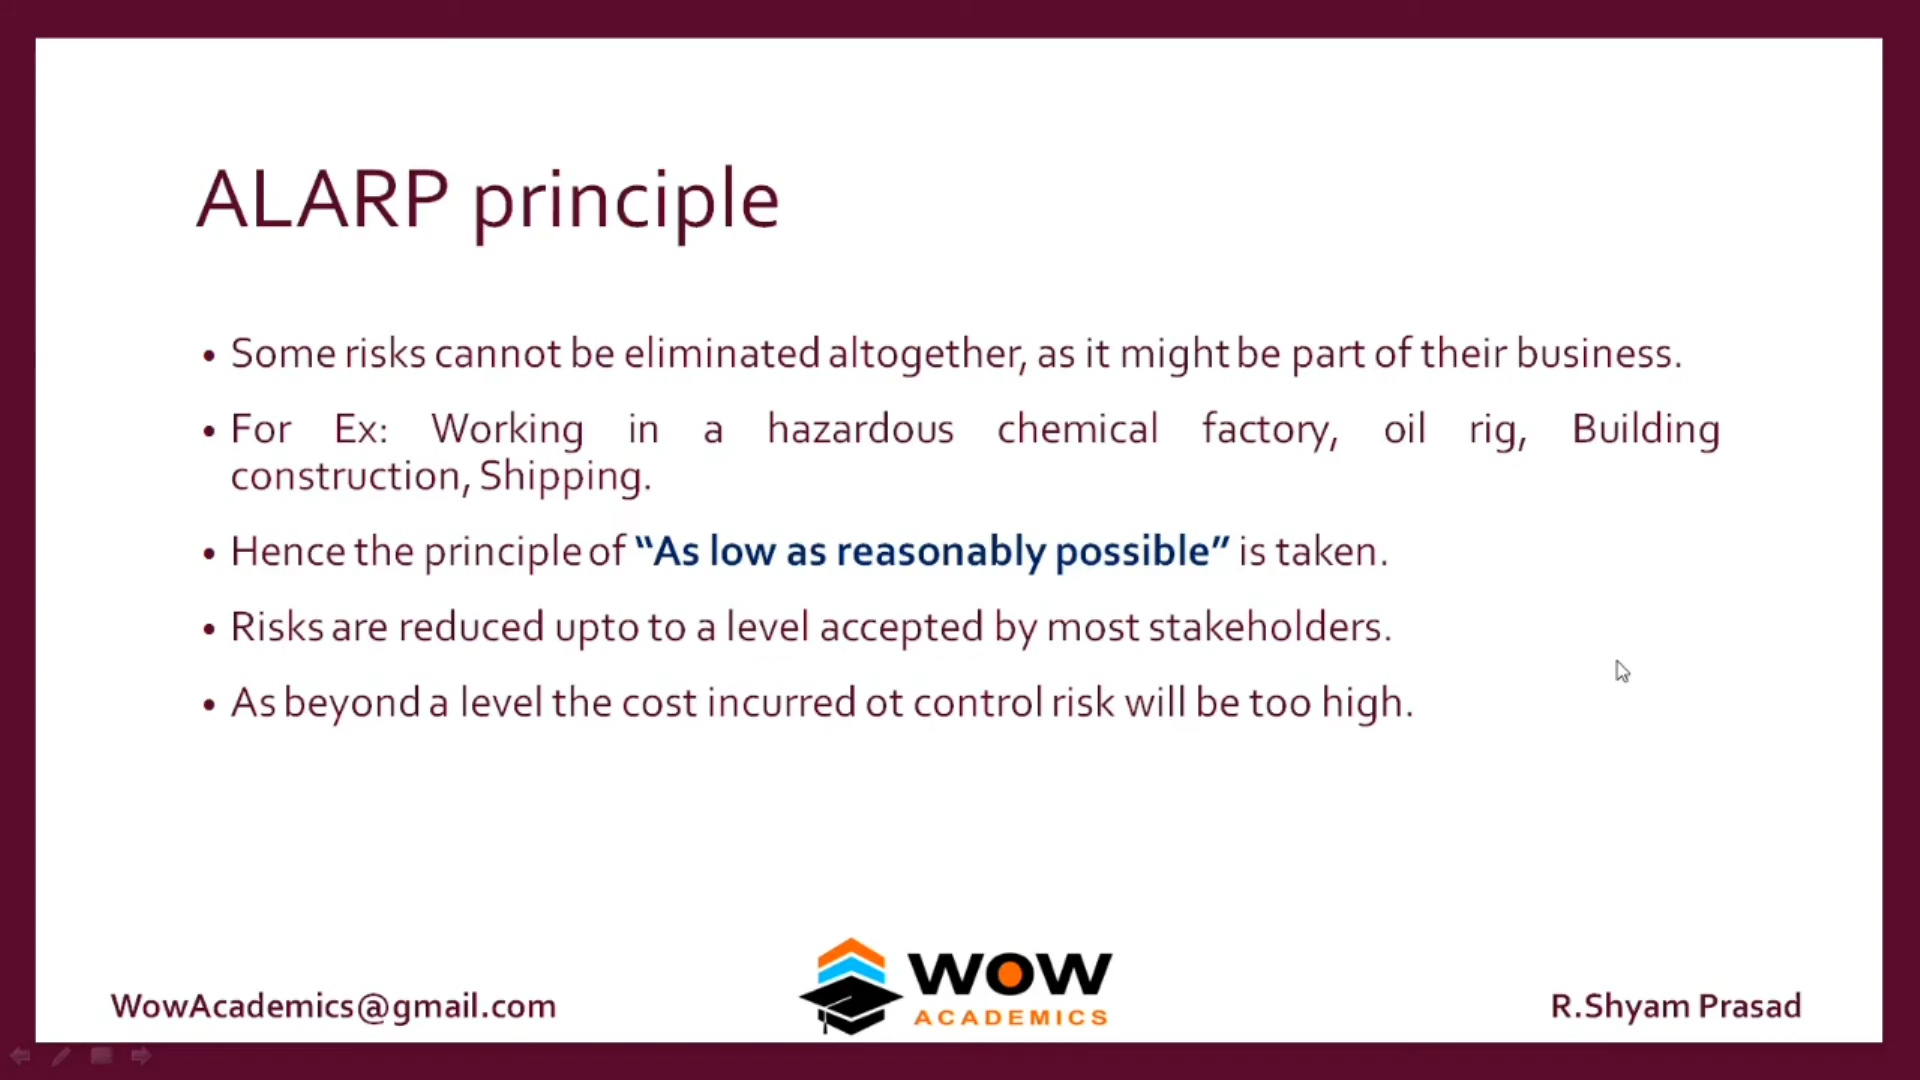 ALARP principle
• Some risks cannot be eliminated altogether, as it might be part of their business.
• For Ex: Working in a hazardous chemical factory, oil rig, Building
construction, Shipping.
• Hence the principle of “As low as reasonably possible” is taken.
• Risks are reduced upto to a level accepted by most stakeholders.
• As beyond a level the cost incurred ot control risk will be too high.
WowAcademics@gmail.com
WOW
ACADEMICS
R.Shyam Prasad